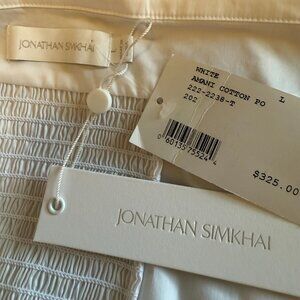 JONATHAN SIMKHAI
L
WHITE
AMANI COTTON PO
L
222-2238-T
202
$325.00
JONATHAN SIMKHAI